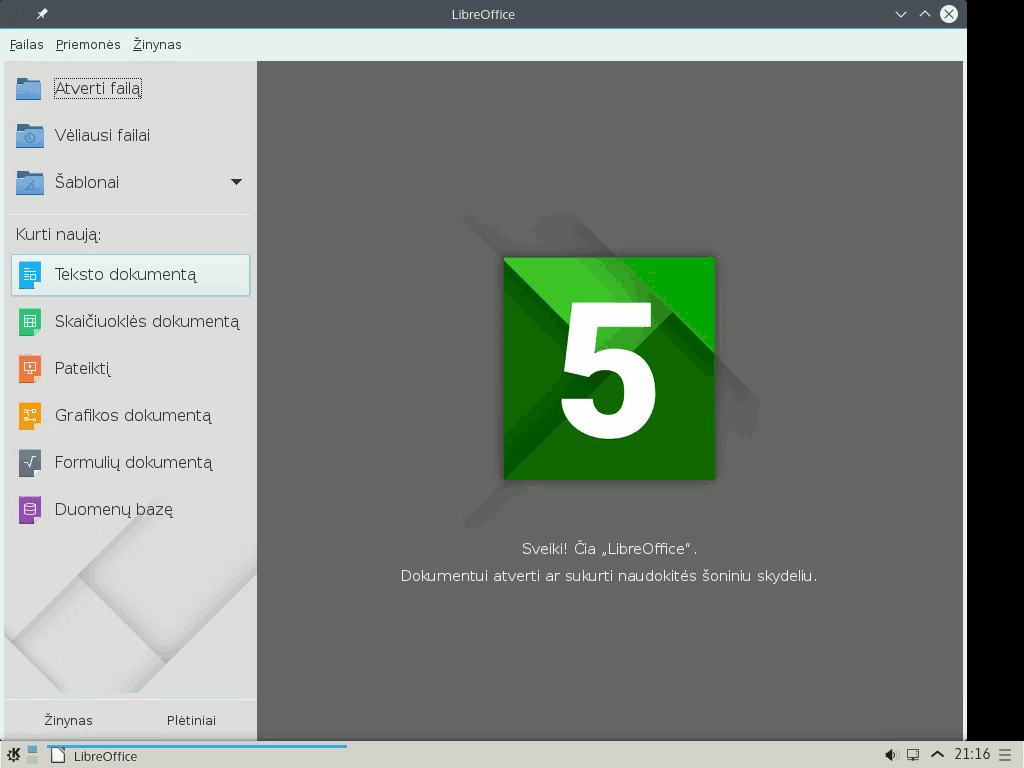 LibreOffice
Failas Priemonės Žinynas
Atverti failą
Vėliausi failai
Šablonai
Kurti naują:
Teksto dokumentą
Skaičiuoklės dokumentą
Pateiktį
Grafikos dokumentą
Formulių dokumentą
Duomenų bazę
5
Sveiki! Čia „LibreOffice“.
Dokumentui atverti ar sukurti naudokitės šoniniu skydeliu.
Žinynas Plėtiniai
LibreOffice 21:16